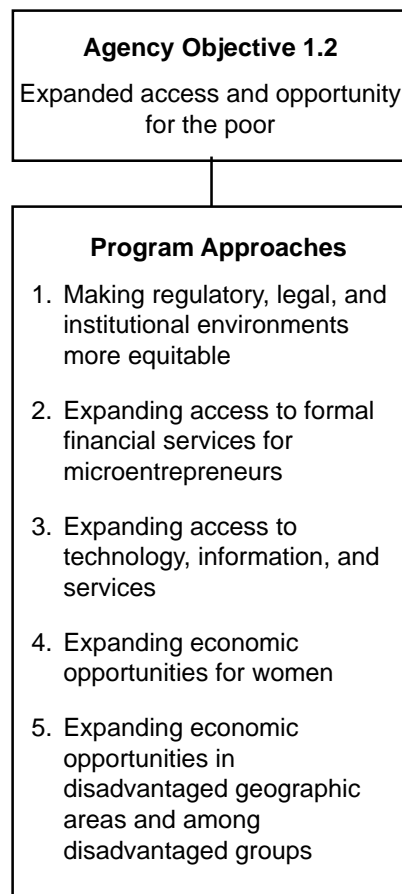 Agency Objective 1.2
Expanded access and opportunity
for the poor
Program Approaches
1. Making regulatory, legal, and
institutional environments
more equitable
2. Expanding access to formal
financial services for
microentrepreneurs
3. Expanding access to
technology, information, and
services
4. Expanding economic
opportunities for women
5. Expanding economic
opportunities in
disadvantaged geographic
areas and among
disadvantaged groups